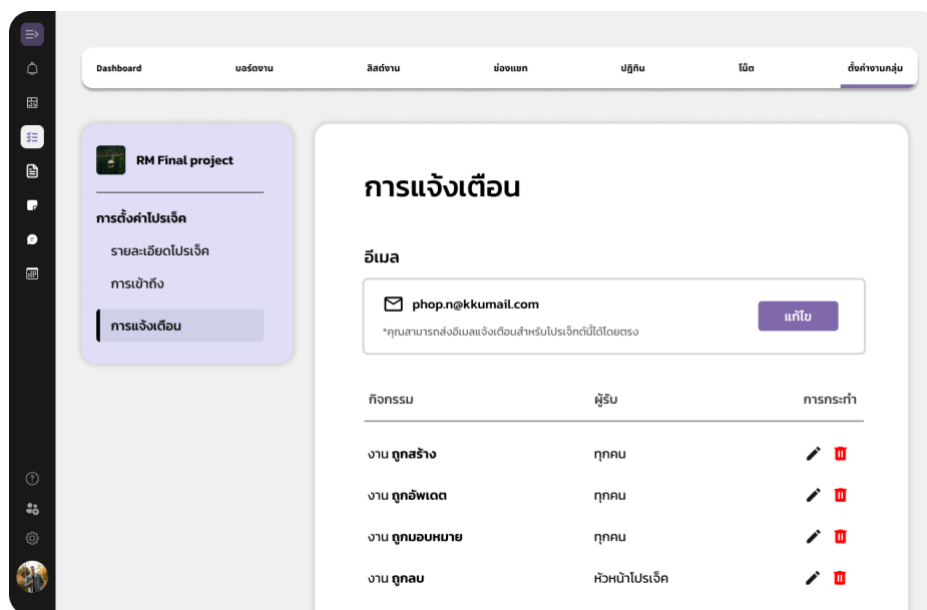 Dashboard
บอร์ดงาน
ลิสต์งาน
ช่องแชท
ปฏิทิน
โน๊ต
ตั้งค่างานกลุ่ม
RM Final project
การตั้งค่าโปรเจ็ค
รายละเอียดโปรเจ็ค
การเข้าถึง
การแจ้งเตือน
การแจ้งเตือน
อีเมล
phop.n@kkumail.com
*คุณสามารถส่งอีเมลแจ้งเตือนสำหรับโปรเจ็กต์นี้ได้โดยตรง
แก้ไข
กิจกรรม ผู้รับ การกระทำ
งาน ถูกสร้าง ทุกคน
งาน ถูกอัพเดต ทุกคน
งาน ถูกมอบหมาย ทุกคน
งาน ถูกลบ หัวหน้าโปรเจ็ค